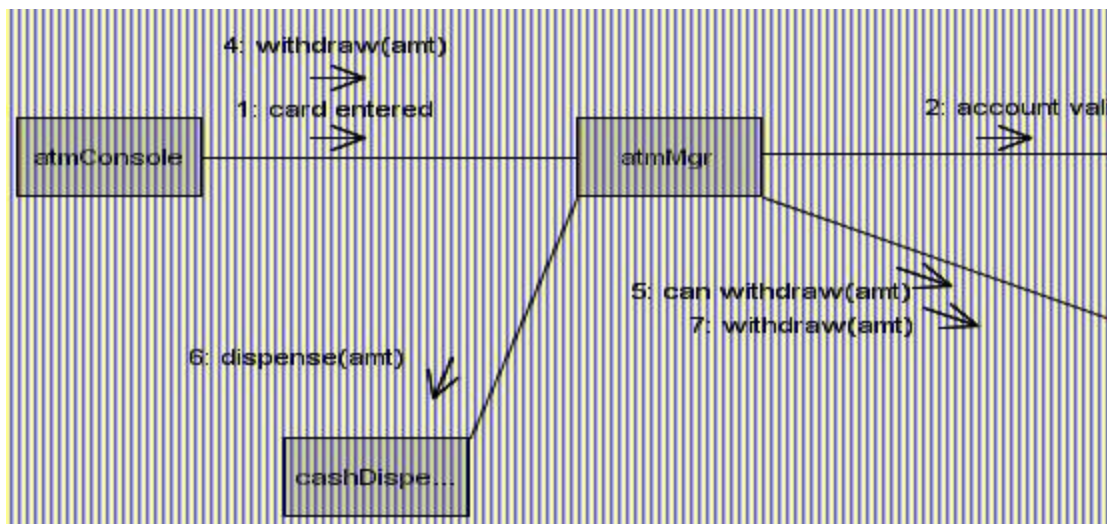 4: withdraw(amt)
1: card entered
2: account val
atmConsole
atmMgr
5: can withdraw(amt)
7: withdraw(amt)
6: dispense(amt)
cashDispe...